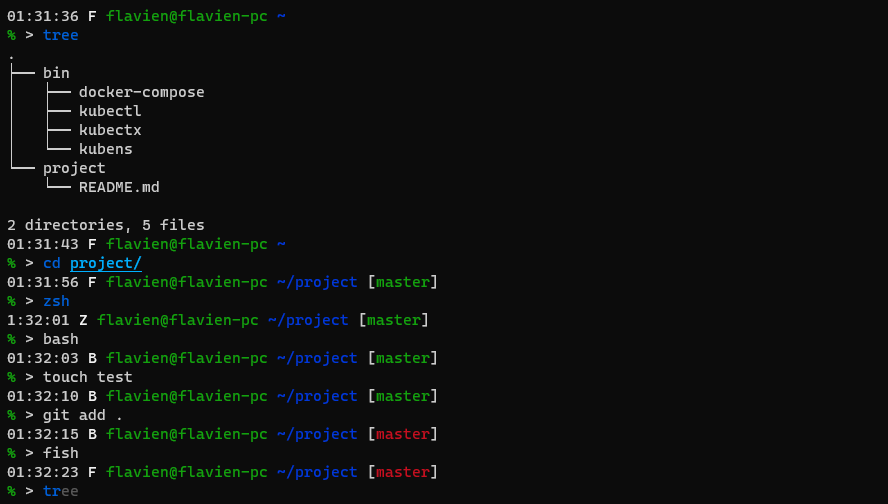 01:31:36 F flavien@flavien-pc ~
% > tree
.
├── bin
│   ├── docker-compose
│   ├── kubectl
│   ├── kubectx
│   └── kubens
└── project
    └── README.md

2 directories, 5 files
01:31:43 F flavien@flavien-pc ~
% > cd project/
01:31:56 F flavien@flavien-pc ~/project [master]
% > zsh
1:32:01 Z flavien@flavien-pc ~/project [master]
% > bash
01:32:03 B flavien@flavien-pc ~/project [master]
% > touch test
01:32:10 B flavien@flavien-pc ~/project [master]
% > git add .
01:32:15 B flavien@flavien-pc ~/project [master]
% > fish
01:32:23 F flavien@flavien-pc ~/project [master]
% > tree